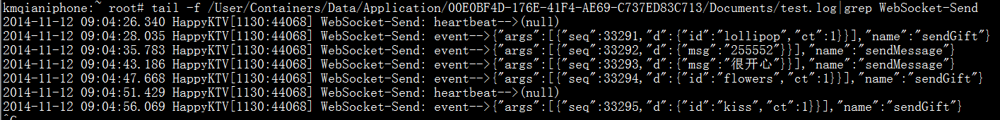 kmqianiphone:~ root# tail -f /User/Containers/Data/Application/00E0BF4D-176E-41F4-AE69-C737ED83C713/Documents/test.log|grep WebSocket-Send
2014-11-12 09:04:26.340 HappyKTV[1130:44068] WebSocket-Send: heartbeat-->(null)
2014-11-12 09:04:28.035 HappyKTV[1130:44068] WebSocket-Send: event-->{"args":[{"seq":33291,"d":{"id":"lollipop","ct":1}}],"name":"sendGift"}
2014-11-12 09:04:35.783 HappyKTV[1130:44068] WebSocket-Send: event-->{"args":[{"seq":33292,"d":{"msg":"255552"}}],"name":"sendMessage"}
2014-11-12 09:04:43.186 HappyKTV[1130:44068] WebSocket-Send: event-->{"args":[{"seq":33293,"d":{"msg":"很开心"}}],"name":"sendMessage"}
2014-11-12 09:04:47.668 HappyKTV[1130:44068] WebSocket-Send: event-->{"args":[{"seq":33294,"d":{"id":"flowers","ct":1}}],"name":"sendGift"}
2014-11-12 09:04:51.429 HappyKTV[1130:44068] WebSocket-Send: heartbeat-->(null)
2014-11-12 09:04:56.069 HappyKTV[1130:44068] WebSocket-Send: event-->{"args":[{"seq":33295,"d":{"id":"kiss","ct":1}}],"name":"sendGift"}